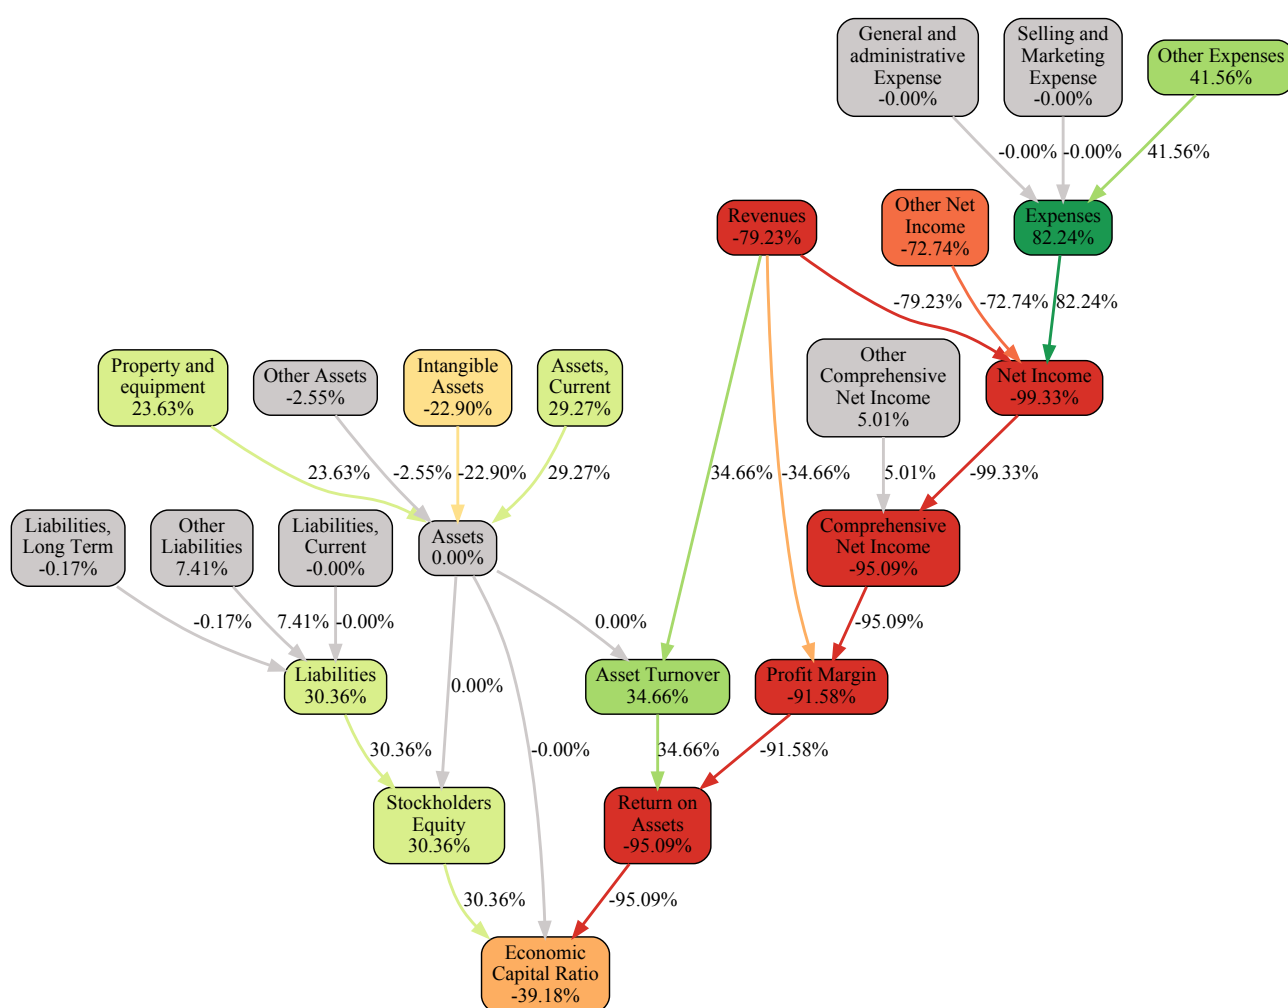 General and
administrative
Expense
-0.00%
Selling and
Marketing
Expense
-0.00%
Other Expenses
41.56%
-0.00%
-0.00%
41.56%
Revenues
-79.23%
Other Net
Income
-72.74%
Expenses
82.24%
-79.23%
-72.74%
82.24%
Property and
equipment
23.63%
Other Assets
-2.55%
Intangible
Assets
-22.90%
Assets,
Current
29.27%
Other
Comprehensive
Net Income
5.01%
Net Income
-99.33%
23.63%
-2.55%
-22.90%
29.27%
34.66%
-34.66%
5.01%
-99.33%
Liabilities,
Long Term
-0.17%
Other
Liabilities
7.41%
Liabilities,
Current
-0.00%
Assets
0.00%
Comprehensive
Net Income
-95.09%
-0.17%
7.41%
-0.00%
0.00%
-95.09%
Liabilities
30.36%
0.00%
Asset Turnover
34.66%
Profit Margin
-91.58%
30.36%
-0.00%
34.66%
-91.58%
Stockholders
Equity
30.36%
Return on
Assets
-95.09%
30.36%
-95.09%
Economic
Capital Ratio
-39.18%